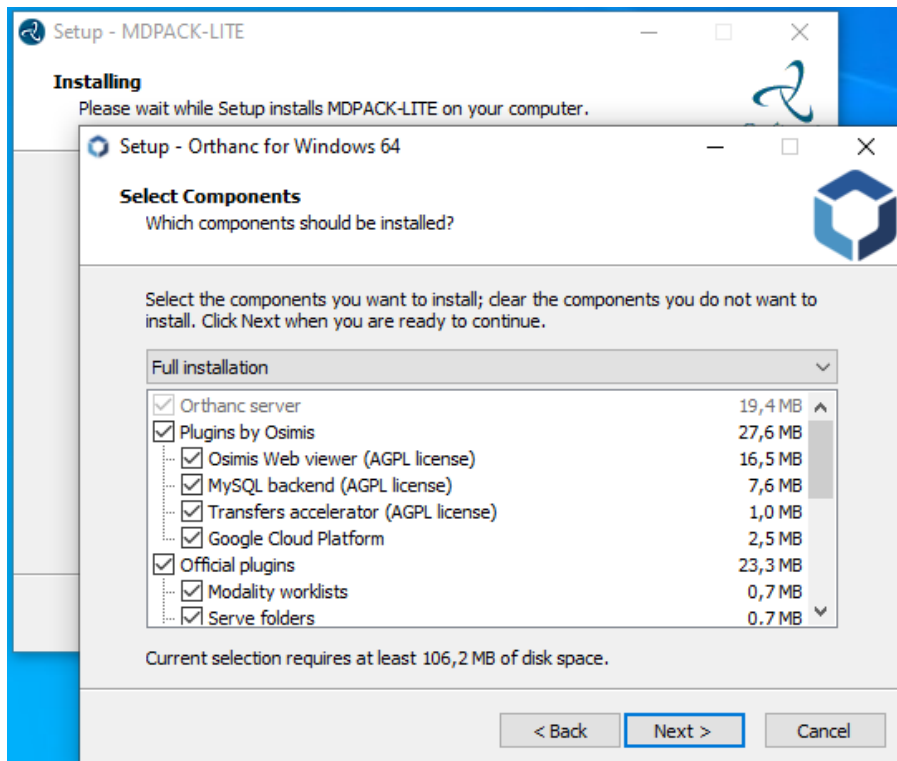 Setup - MDPACK-LITE
Installing
Please wait while Setup installs MDPACK-LITE on your computer.
Setup - Orthanc for Windows 64
Select Components
Which components should be installed?
Select the components you want to install; clear the components you do not want to
install. Click Next when you are ready to continue.
Full installation
Orthanc server 19,4 MB
Plugins by Osimis 27,6 MB
Osimis Web viewer (AGPL license) 16,5 MB
MySQL backend (AGPL license) 7,6 MB
Transfers accelerator (AGPL license) 1,0 MB
Google Cloud Platform 2,5 MB
Official plugins 23,3 MB
Modality worklists 0,7 MB
Serve folders 0,7 MB
Current selection requires at least 106,2 MB of disk space.
< Back Next > Cancel